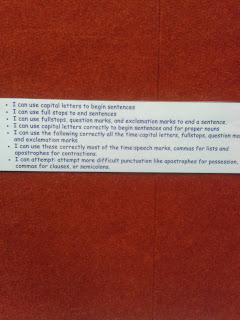 • I can use capital letters to begin sentences
• I can use full stops to end sentences
• I can use fullstops, question marks, and exclamation marks to end a sentence.
• I can use capital letters correctly to begin sentences and for proper nouns
• I can use the following correctly all the time-capital letters, fullstops, question ma
and exclamation marks
• I can use these correctly most of the time:speech marks, commas for lists and
apostrophes for contractions.
• I can attempt: attempt more difficult punctuation like apostrophes for possession,
commas for clauses, or semicolons.